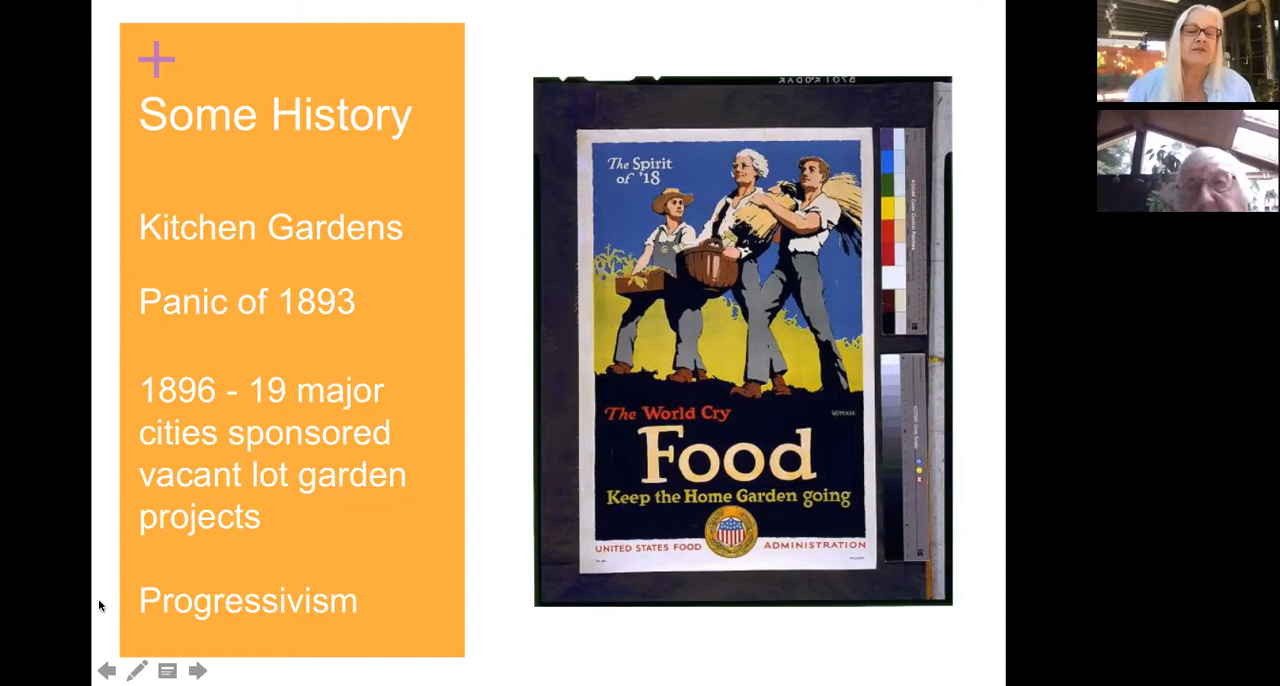 Some History
Kitchen Gardens
Panic of 1893
1896 - 19 major
cities sponsored
vacant lot garden
projects
Progressivism
The Spirit
of '18
The World Cry
Food
Keep the Home Garden going
UNITED STATES FOOD ADMINISTRATION